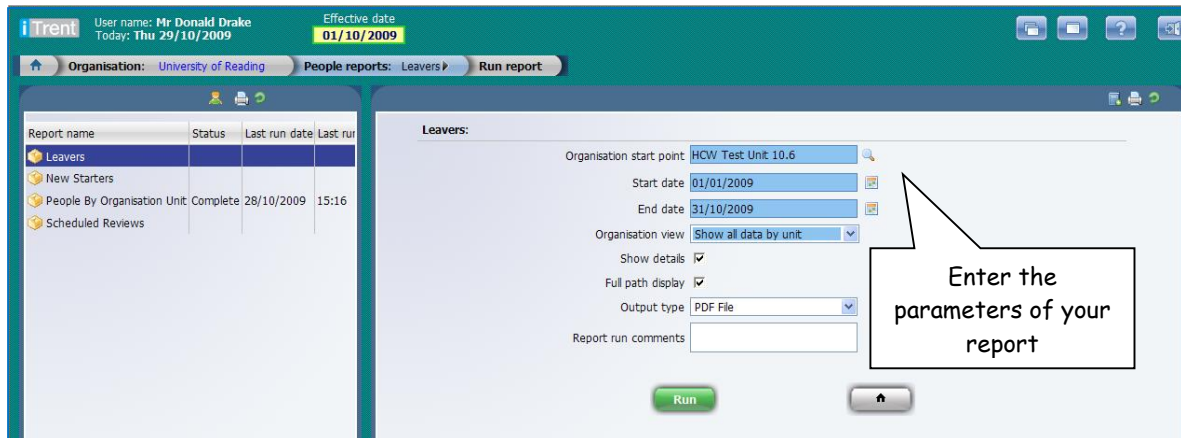 iTrent
User name: Mr Donald Drake
Today: Thu 29/10/2009
Effective date
01/10/2009
?
Organisation: University of Reading
People reports: Leavers
Run report
Report name Status Last run date Last run
Leavers
New Starters
People By Organisation Unit Complete 28/10/2009 15:16
Scheduled Reviews
Leavers:
Organisation start point HCW Test Unit 10.6
Start date 01/01/2009
End date 31/10/2009
Organisation view Show all data by unit
Show details
Full path display
Output type PDF File
Report run comments
Run
Enter the
parameters of your
report